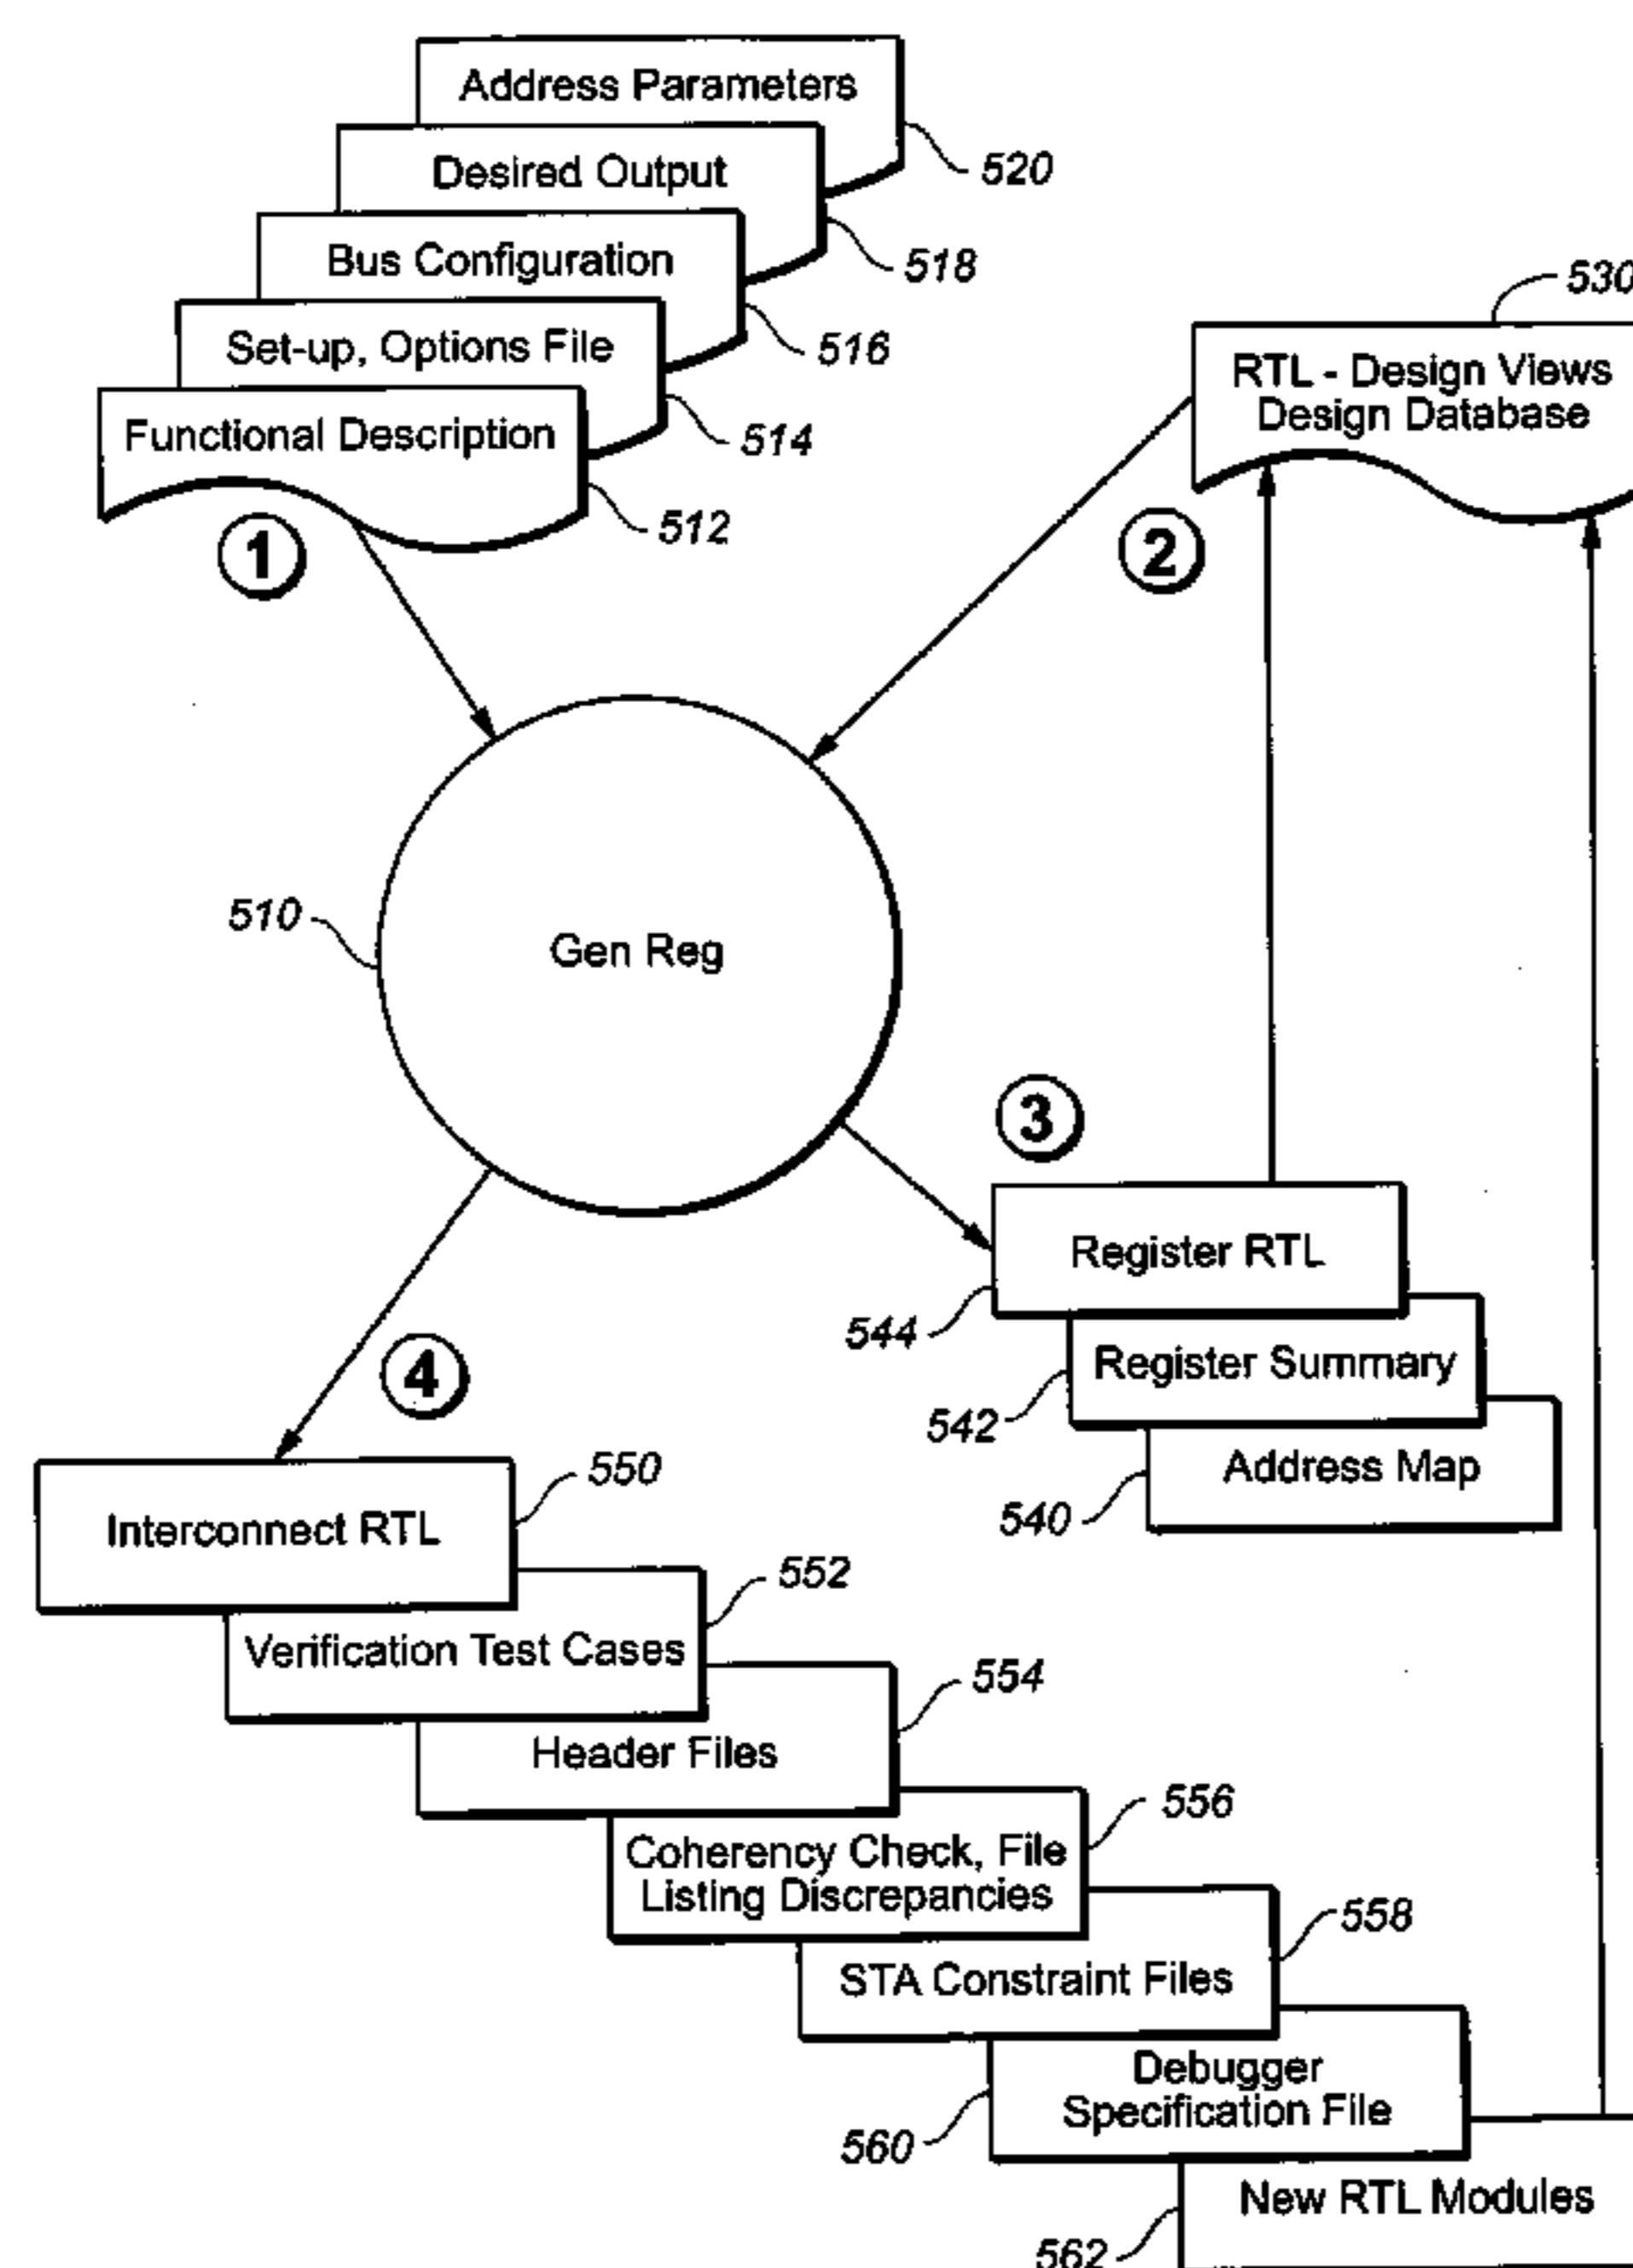 Address Parameters
520
Desired Output
518
Bus Configuration
516
Set-up, Options File
514
Functional Description
512
1
530
RTL - Design Views
Design Database
2
510
Gen Reg
3
Register RTL
544
Register Summary
542
Address Map
540
4
Interconnect RTL
550
Verification Test Cases
552
Header Files
554
Coherency Check, File
Listing Discrepancies
556
STA Constraint Files
558
Debugger
Specification File
560
New RTL Modules
562